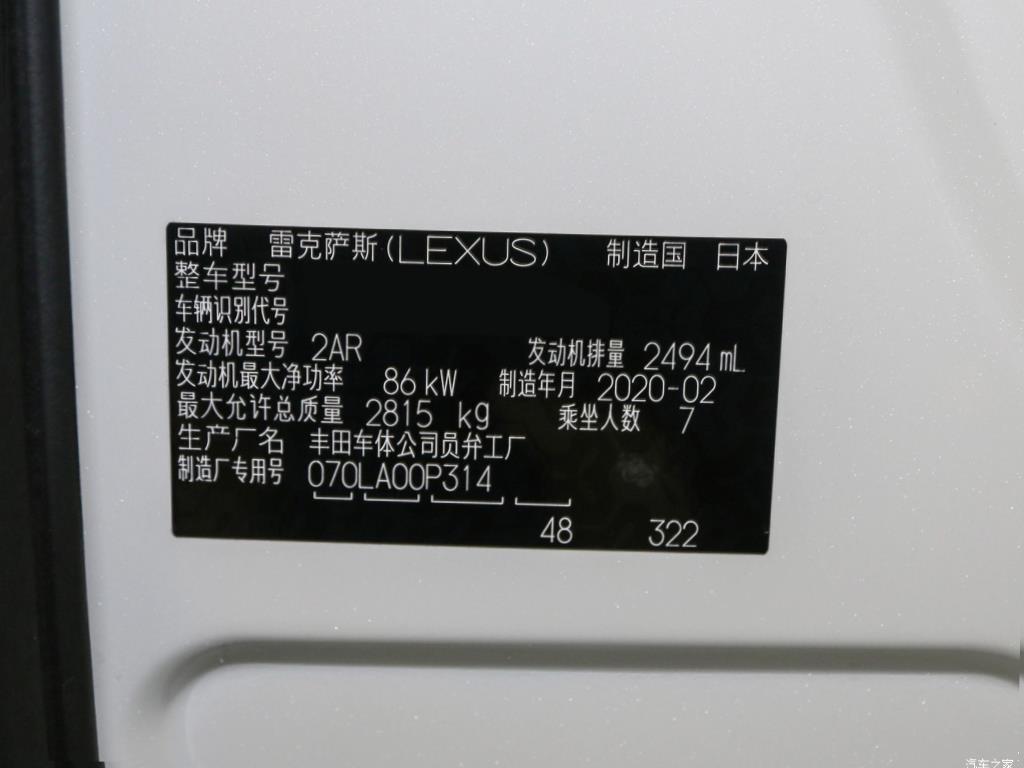 品牌 雷克萨斯(LEXUS) 制造国 日本
整车型号
车辆识别代号
发动机型号 2AR 发动机排量 2494 mL
发动机最大净功率 86 kW 制造年月 2020-02
最大允许总质量 2815 kg 乘坐人数 7
生产厂名 丰田车体公司员弁工厂
制造厂专用号 070LA00P314
48 322
汽车之家